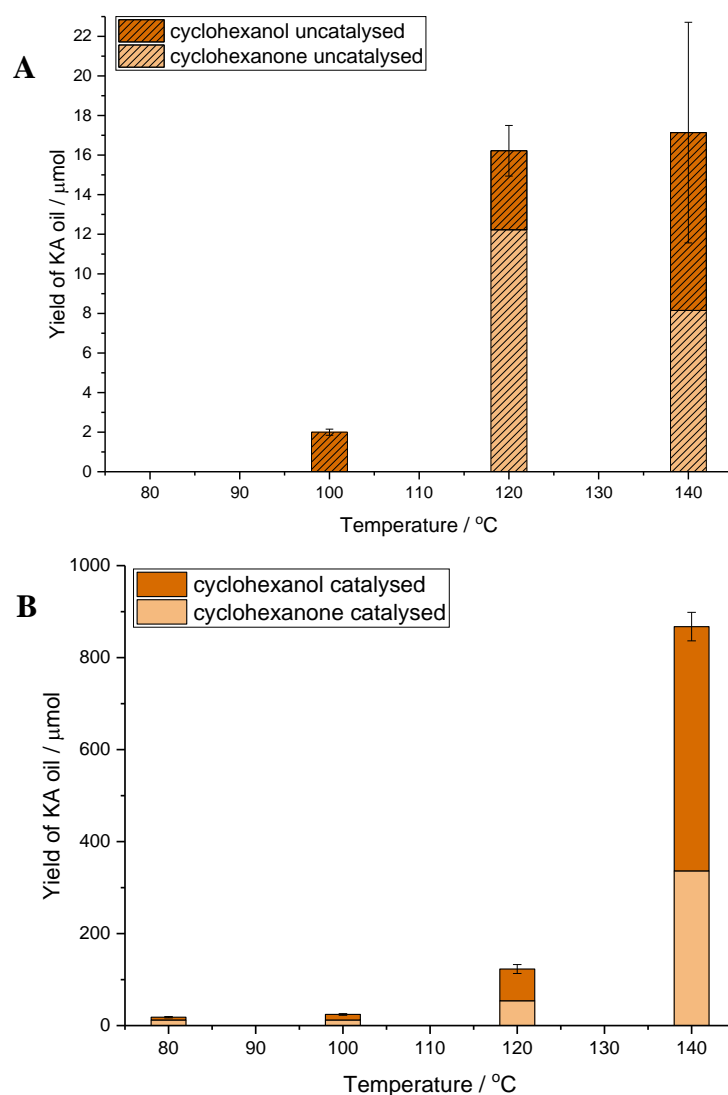 A
cyclohexanol uncatalysed
cyclohexanone uncatalysed
Yield of KA oil / μmol
22
20
18
16
14
12
10
8
6
4
2
0
80 90 100 110 120 130 140
Temperature / °C
B
cyclohexanol catalysed
cyclohexanone catalysed
Yield of KA oil / μmol
1000
800
600
400
200
0
80 90 100 110 120 130 140
Temperature / °C